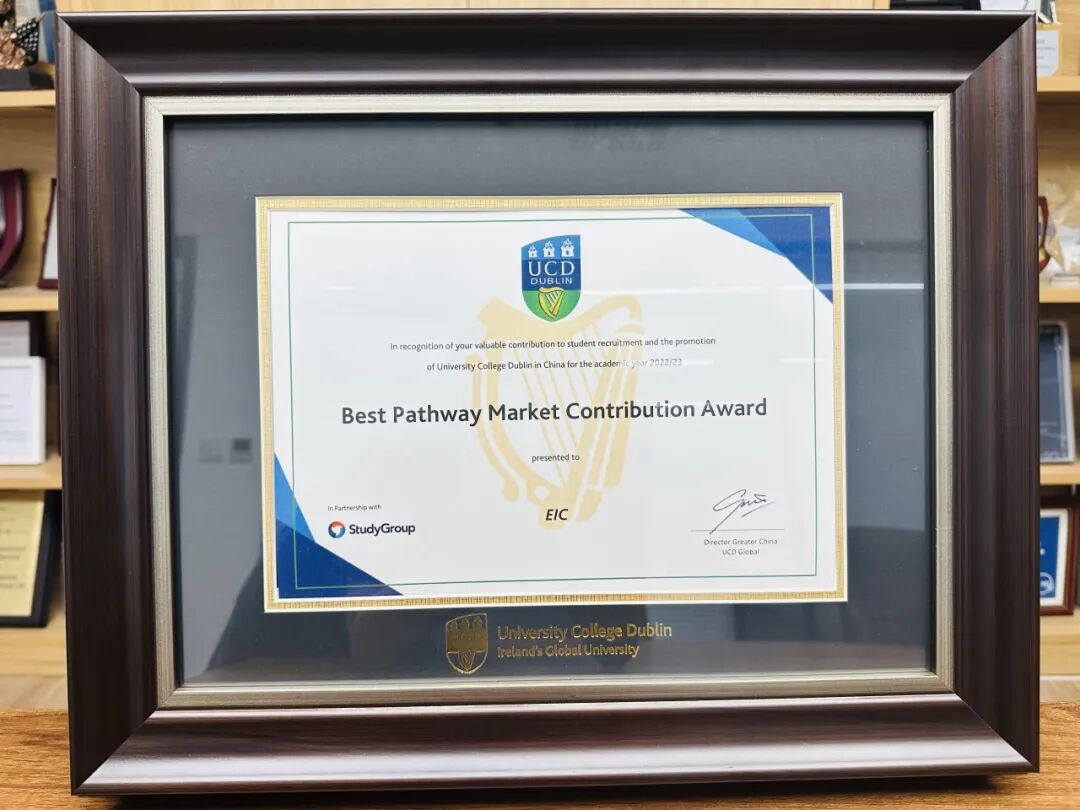 UCD
DUBLIN
In recognition of your valuable contribution to student recruitment and the promotion
of University College Dublin in China for the academic year 2022/23
Best Pathway Market Contribution Award
presented to
In Partnership with
StudyGroup
EIC
Director Greater China
UCD Global
University College Dublin
Ireland's Global University